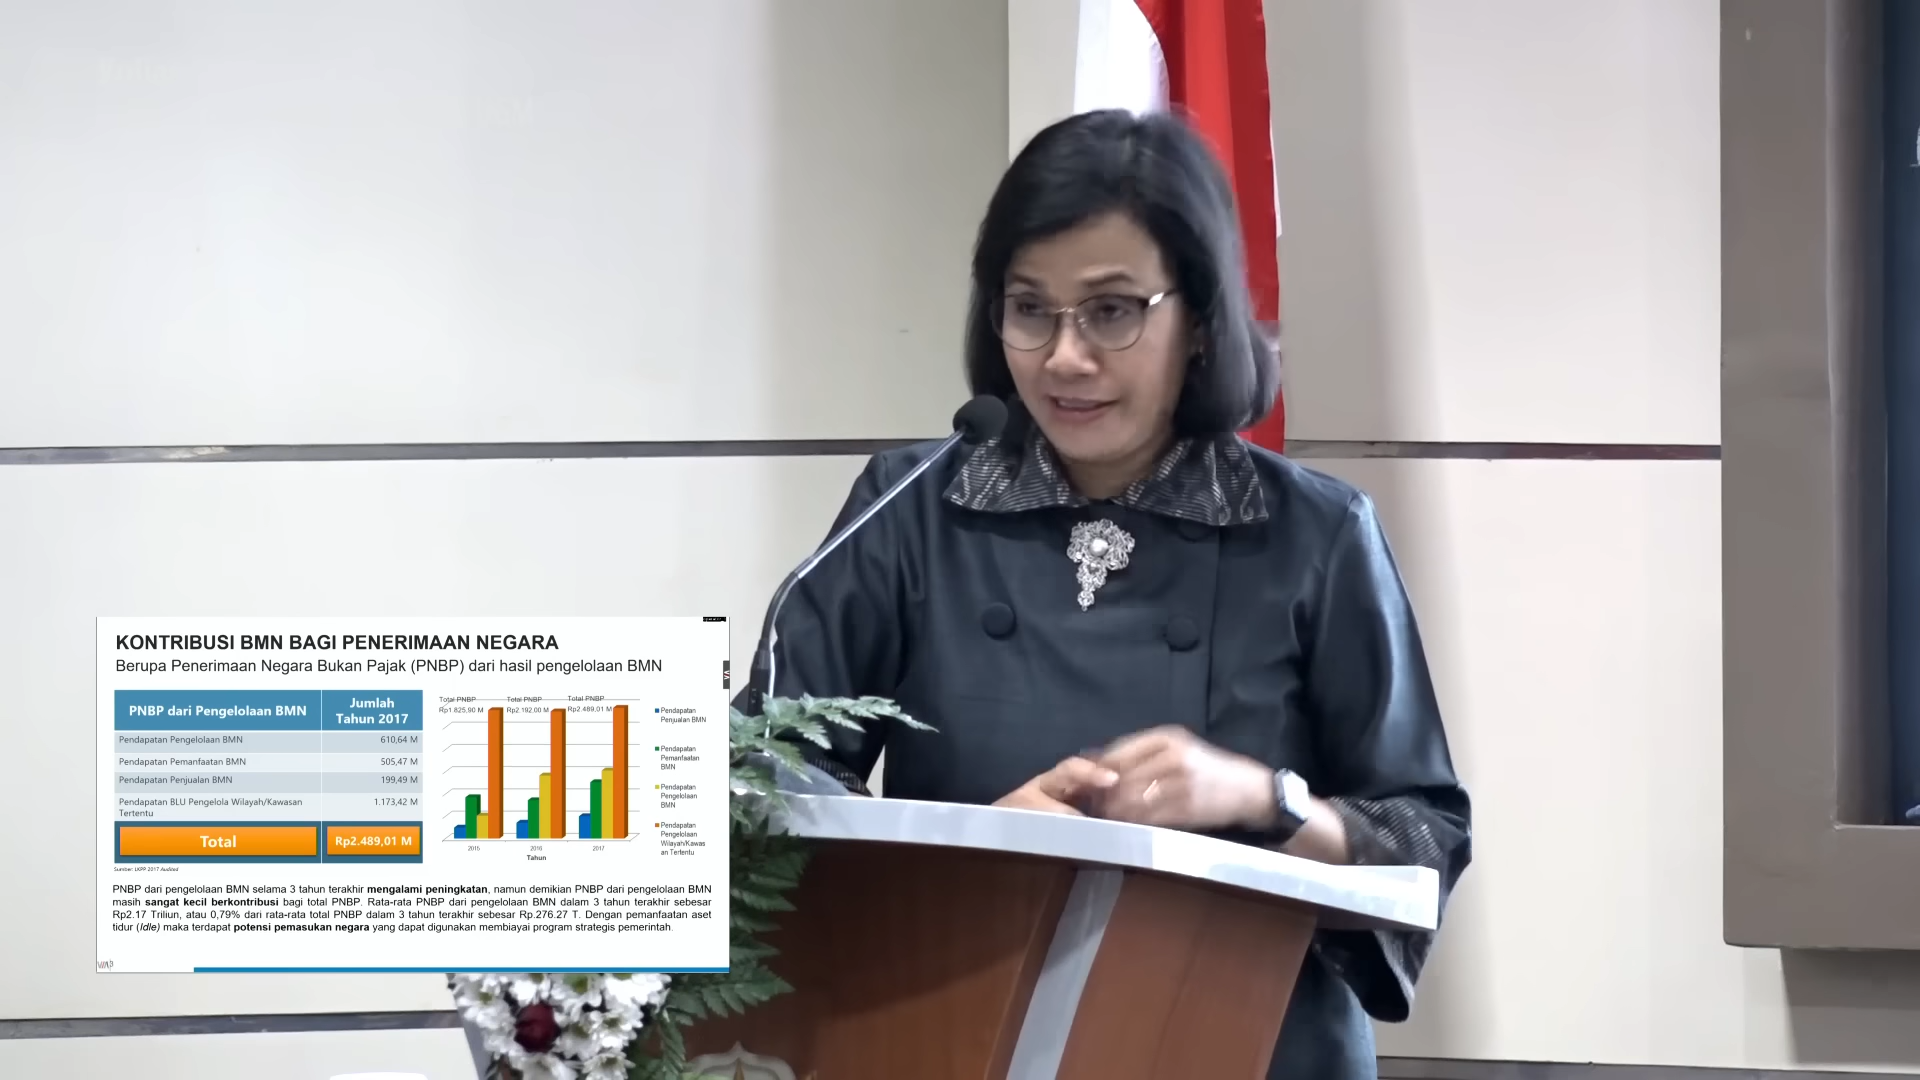 KONTRIBUSI BMN BAGI PENERIMAAN NEGARA
Berupa Penerimaan Negara Bukan Pajak (PNBP) dari hasil pengelolaan BMN
PNBP dari Pengelolaan BMN
Jumlah
Tahun 2017
Pendapatan Pengelolaan BMN
610,64 M
Pendapatan Pemanfaatan BMN
505,47 M
Pendapatan Penjualan BMN
199,49 M
Pendapatan BLU Pengelola Wilayah/Kawasan
Tertentu
1.173,42 M
Total
Rp2.489,01 M
Sumber: LKPP 2017 Audited
Total PNBP
Rp1 825,90 M
Total PNBP
Rp2 192,00 M
Total PNBP
Rp2.489,01 M
2015
2016
2017
Tahun
Pendapatan
Penjualan BMN
Pendapatan
Pemanfaatan
BMN
Pendapatan
Pengelolaan
BMN
Pendapatan
Pengelolaan
Wilayah/Kawas
an Tertentu
PNBP dari pengelolaan BMN selama 3 tahun terakhir mengalami peningkatan, namun demikian PNBP dari pengelolaan BMN
masih sangat kecil berkontribusi bagi total PNBP. Rata-rata PNBP dari pengelolaan BMN dalam 3 tahun terakhir sebesar
Rp2.17 Triliun, atau 0,79% dari rata-rata total PNBP dalam 3 tahun terakhir sebesar Rp.276.27 T. Dengan pemanfaatan aset
tidur (Idle) maka terdapat potensi pemasukan negara yang dapat digunakan membiayai program strategis pemerintah.